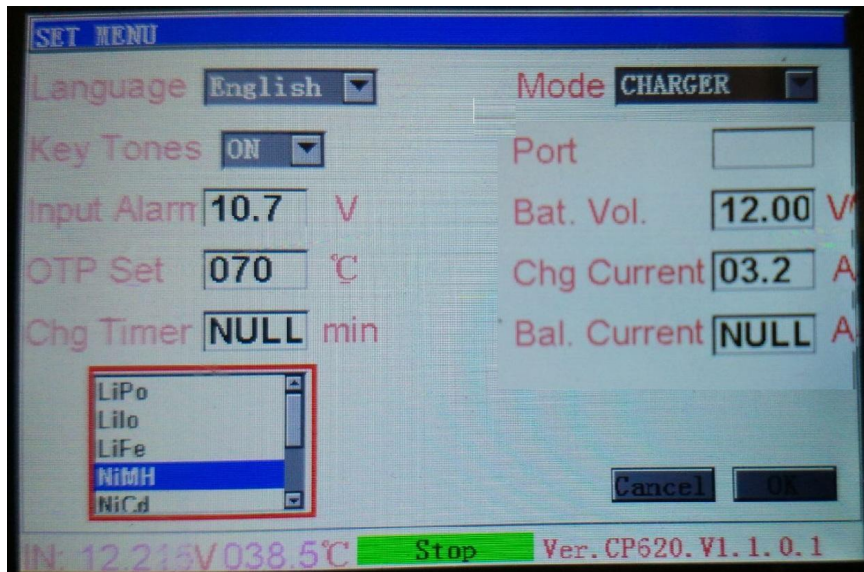 SET MENU
Language English
Mode CHARGER
Key Tones ON
Port
Input Alarm 10.7 V
Bat. Vol. 12.00 V
OTP Set 070 ℃
Chg Current 03.2 A
Chg Timer NULL min
Bal. Current NULL A
LiPo
LiIo
LiFe
NiMH
NiCd
Cancel OK
IN: 12.215V 038.5℃ Stop Ver.CP620.V1.1.0.1